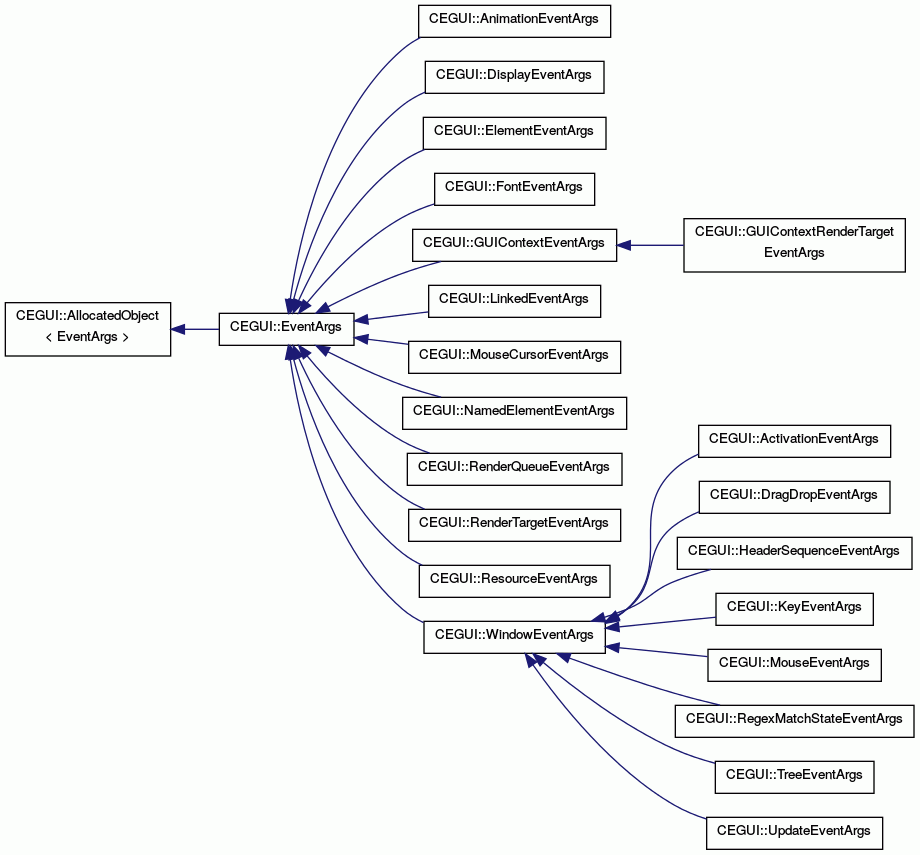 CEGUI::AnimationEventArgs
CEGUI::DisplayEventArgs
CEGUI::ElementEventArgs
CEGUI::FontEventArgs
CEGUI::GUIContextEventArgs
CEGUI::GUIContextRenderTarget
EventArgs
CEGUI::LinkedEventArgs
CEGUI::AllocatedObject
< EventArgs >
CEGUI::EventArgs
CEGUI::MouseCursorEventArgs
CEGUI::NamedElementEventArgs
CEGUI::RenderQueueEventArgs
CEGUI::RenderTargetEventArgs
CEGUI::ResourceEventArgs
CEGUI::WindowEventArgs
CEGUI::ActivationEventArgs
CEGUI::DragDropEventArgs
CEGUI::HeaderSequenceEventArgs
CEGUI::KeyEventArgs
CEGUI::MouseEventArgs
CEGUI::RegexMatchStateEventArgs
CEGUI::TreeEventArgs
CEGUI::UpdateEventArgs